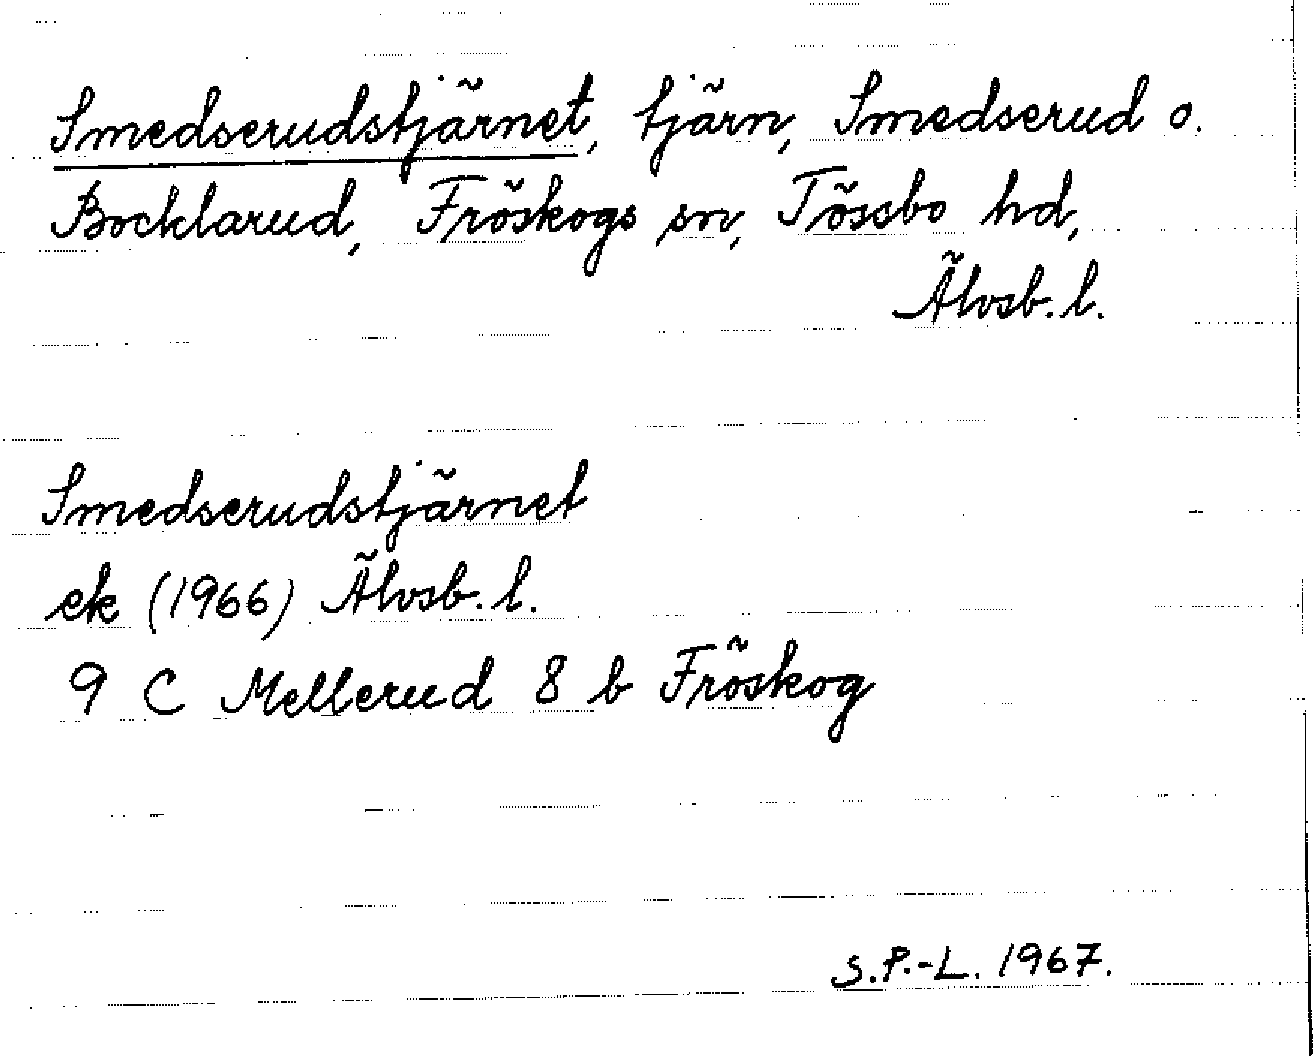 Smedserudstjärnet, tjärn, Smedserud o.
Bocklarud, Fröskogs sn, Tössbo hd,
Älvsb. l.
Smedserudstjärnet
ek (1966) Älvsb. l.
9 C Mellerud 8 b Fröskog
S.P.-L. 1967.